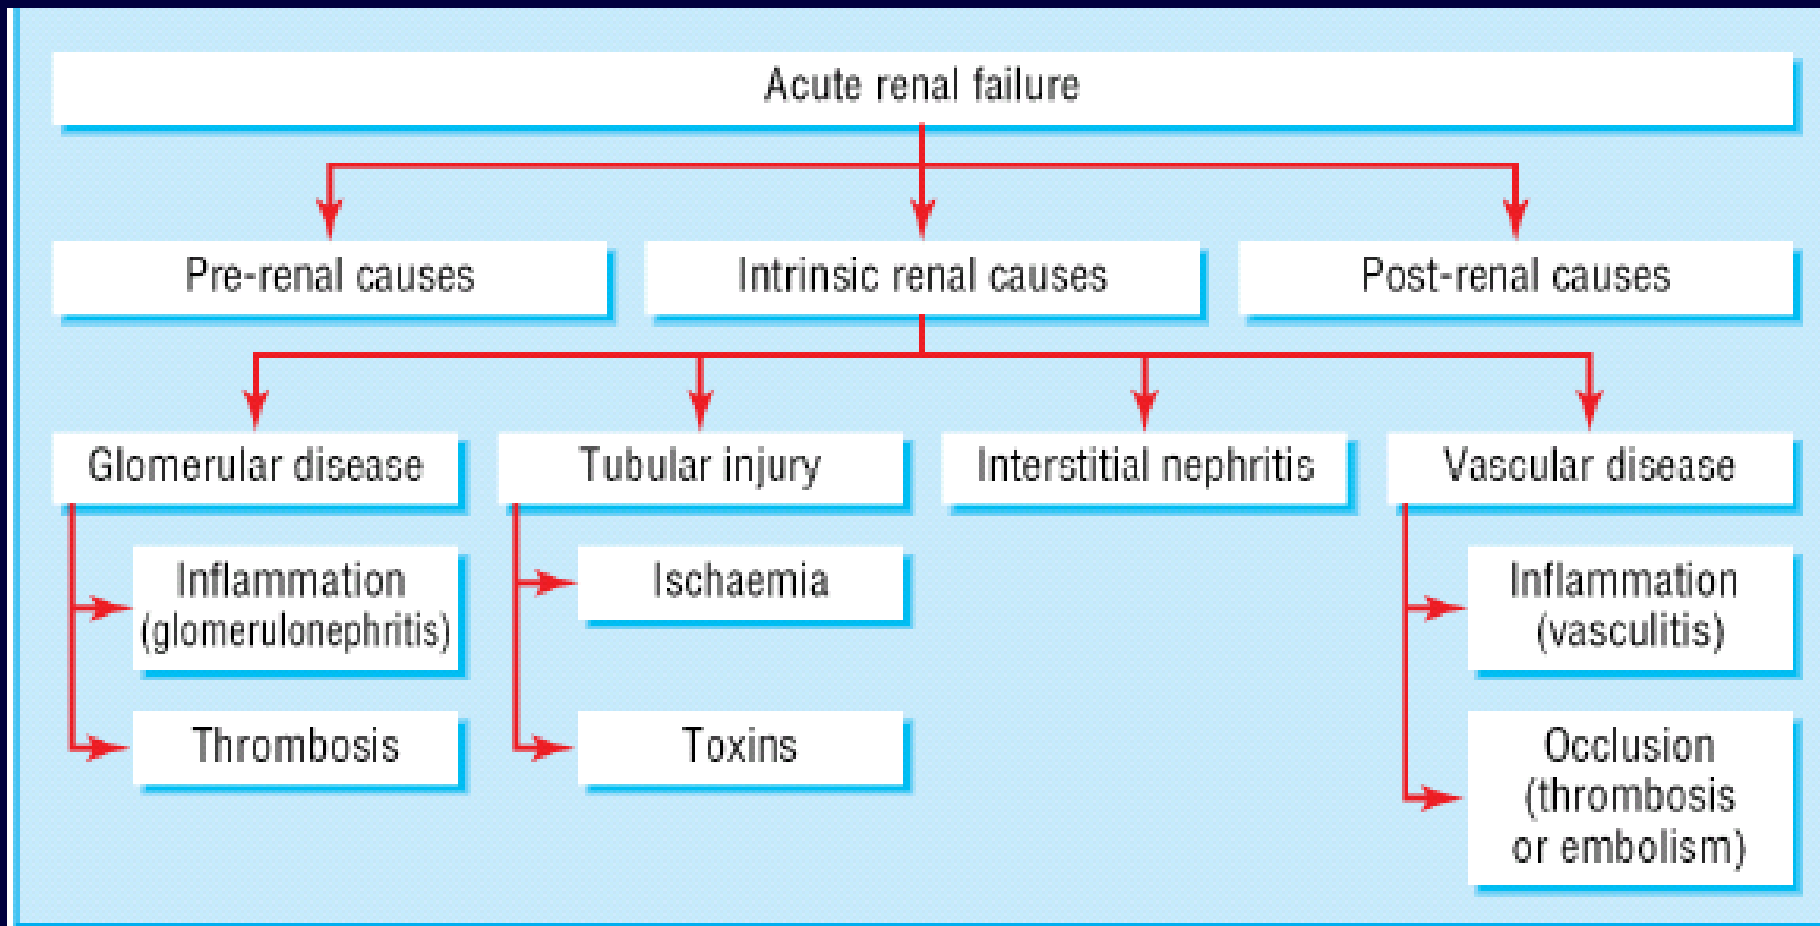 Acute renal failure
Pre-renal causes
Intrinsic renal causes
Post-renal causes
Glomerular disease
Tubular injury
Interstitial nephritis
Vascular disease
Inflammation
(glomerulonephritis)
Thrombosis
Ischaemia
Toxins
Inflammation
(vasculitis)
Occlusion
(thrombosis
or embolism)